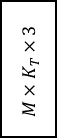 M × K_T × 3